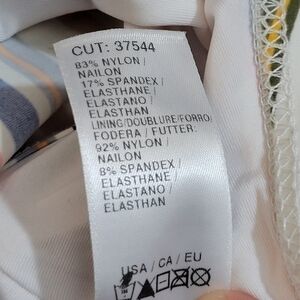 CUT: 37544
83% NYLON /
NAILON
17% SPANDEX /
ELASTHANE /
ELASTANO /
ELASTHAN
LINING/DOUBLURE/FORRO/
FODERA / FUTTER:
92% NYLON /
NAILON
8% SPANDEX /
ELASTHANE /
ELASTANO /
ELASTHAN
USA / CA / EU